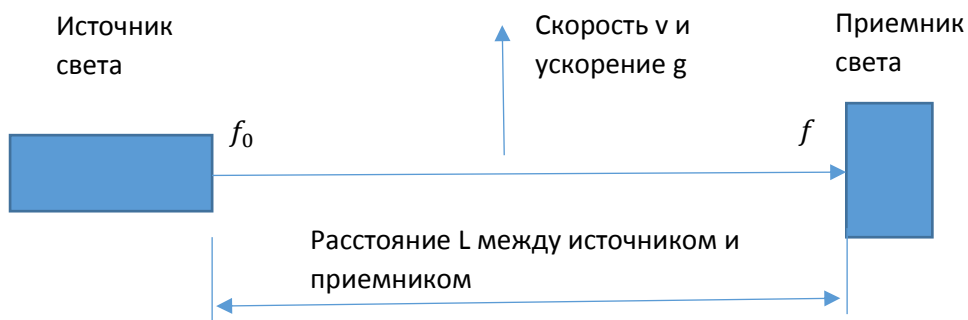 Источник
света
Скорость v и
ускорение g
Приемник
света
f₀
f
Расстояние L между источником и
приемником